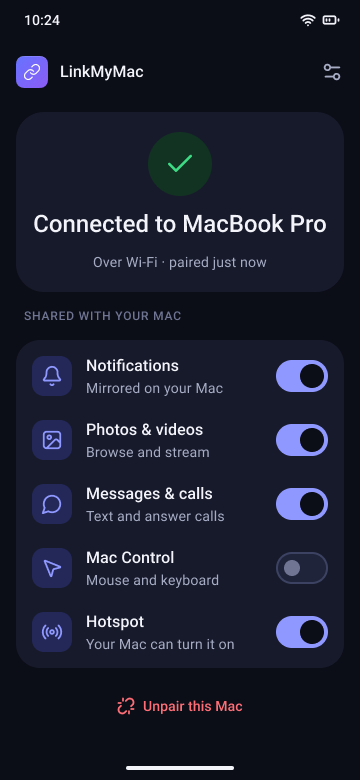 10:24
LinkMyMac
Connected to MacBook Pro
Over Wi-Fi · paired just now
SHARED WITH YOUR MAC
Notifications
Mirrored on your Mac
Photos & videos
Browse and stream
Messages & calls
Text and answer calls
Mac Control
Mouse and keyboard
Hotspot
Your Mac can turn it on
Unpair this Mac